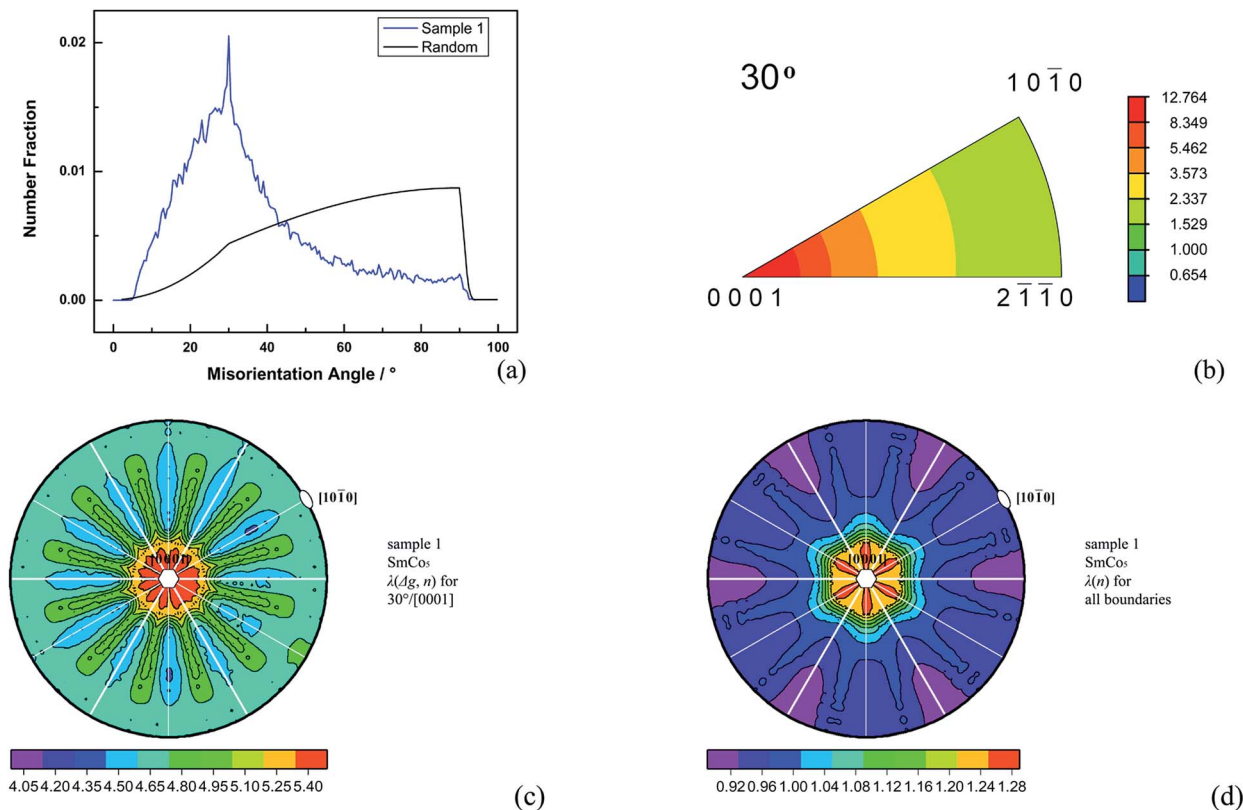 Sample 1
Random
0.02
0.01
0.00
Number Fraction
0 20 40 60 80 100
Misorientation Angle / °
(a)
30°
1 0 1̅ 0
0 0 0 1
2 1̅ 1̅ 0
12.764
8.349
5.462
3.573
2.337
1.529
1.000
0.654
(b)
[101̅0]
[0001]
sample 1
SmCo₅
λ(Δg, n) for
30°/[0001]
4.05 4.20 4.35 4.50 4.65 4.80 4.95 5.10 5.25 5.40
(c)
[101̅0]
[0001]
sample 1
SmCo₅
λ(n) for
all boundaries
0.92 0.96 1.00 1.04 1.08 1.12 1.16 1.20 1.24 1.28
(d)